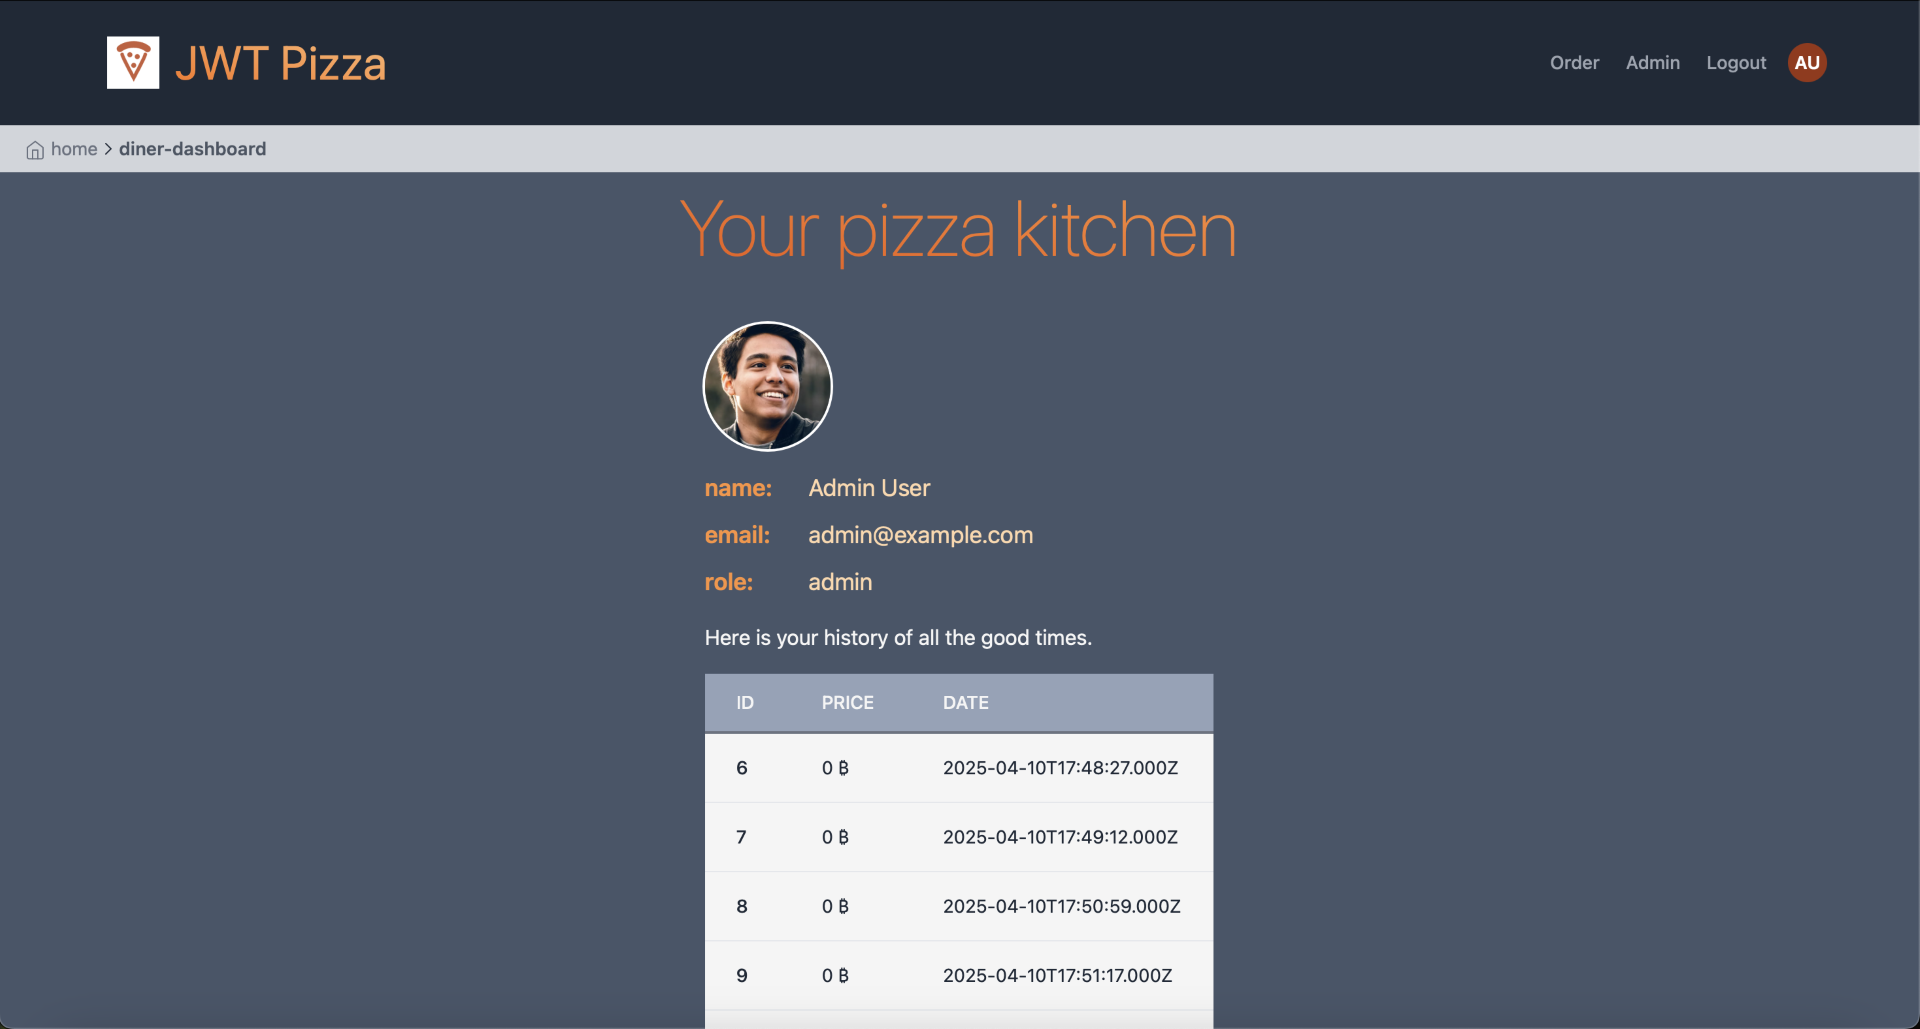 JWT Pizza
Order Admin Logout AU
home > diner-dashboard
Your pizza kitchen
name: Admin User
email: admin@example.com
role: admin
Here is your history of all the good times.
ID PRICE DATE
6 0 ₿ 2025-04-10T17:48:27.000Z
7 0 ₿ 2025-04-10T17:49:12.000Z
8 0 ₿ 2025-04-10T17:50:59.000Z
9 0 ₿ 2025-04-10T17:51:17.000Z